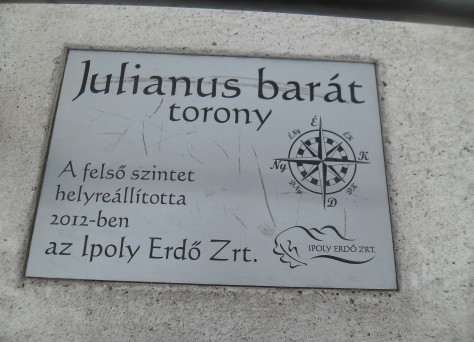 Julianus barát
torony
É
ÉNy
ÉK
Ny
K
DNy
DK
D
A felső szintet
helyreállította
2012-ben
az Ipoly Erdő Zrt.
IPOLY ERDŐ ZRT.